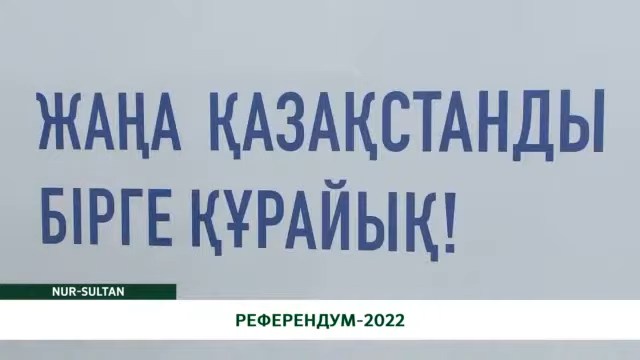 ЖАҢА ҚАЗАҚСТАНДЫ
БІРГЕ ҚҰРАЙЫҚ!
NUR-SULTAN
РЕФЕРЕНДУМ-2022